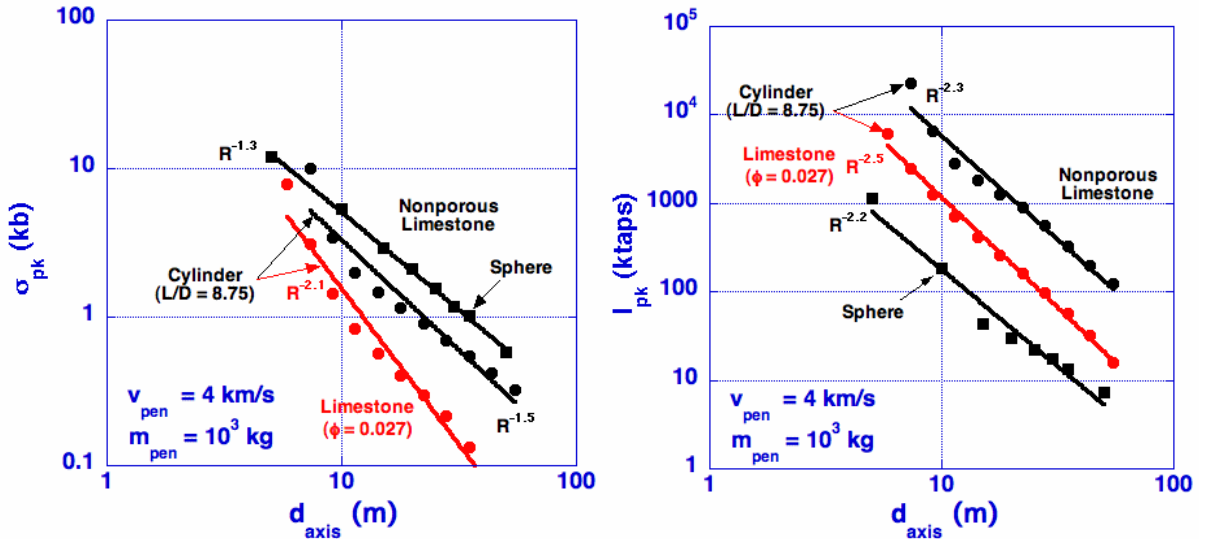 100
10
1
0.1
σpk (kb)
R-1.3
Nonporous
Limestone
Cylinder
(L/D = 8.75)
R-2.1
Sphere
vpen = 4 km/s
mpen = 10³ kg
Limestone
(ϕ = 0.027)
R-1.5
1
10
100
daxis (m)
10⁵
10⁴
1000
100
10
1
Ipk (ktaps)
Cylinder
(L/D = 8.75)
R-2.3
Limestone
(ϕ = 0.027)
R-2.5
Nonporous
Limestone
R-2.2
Sphere
vpen = 4 km/s
mpen = 10³ kg
1
10
100
daxis (m)